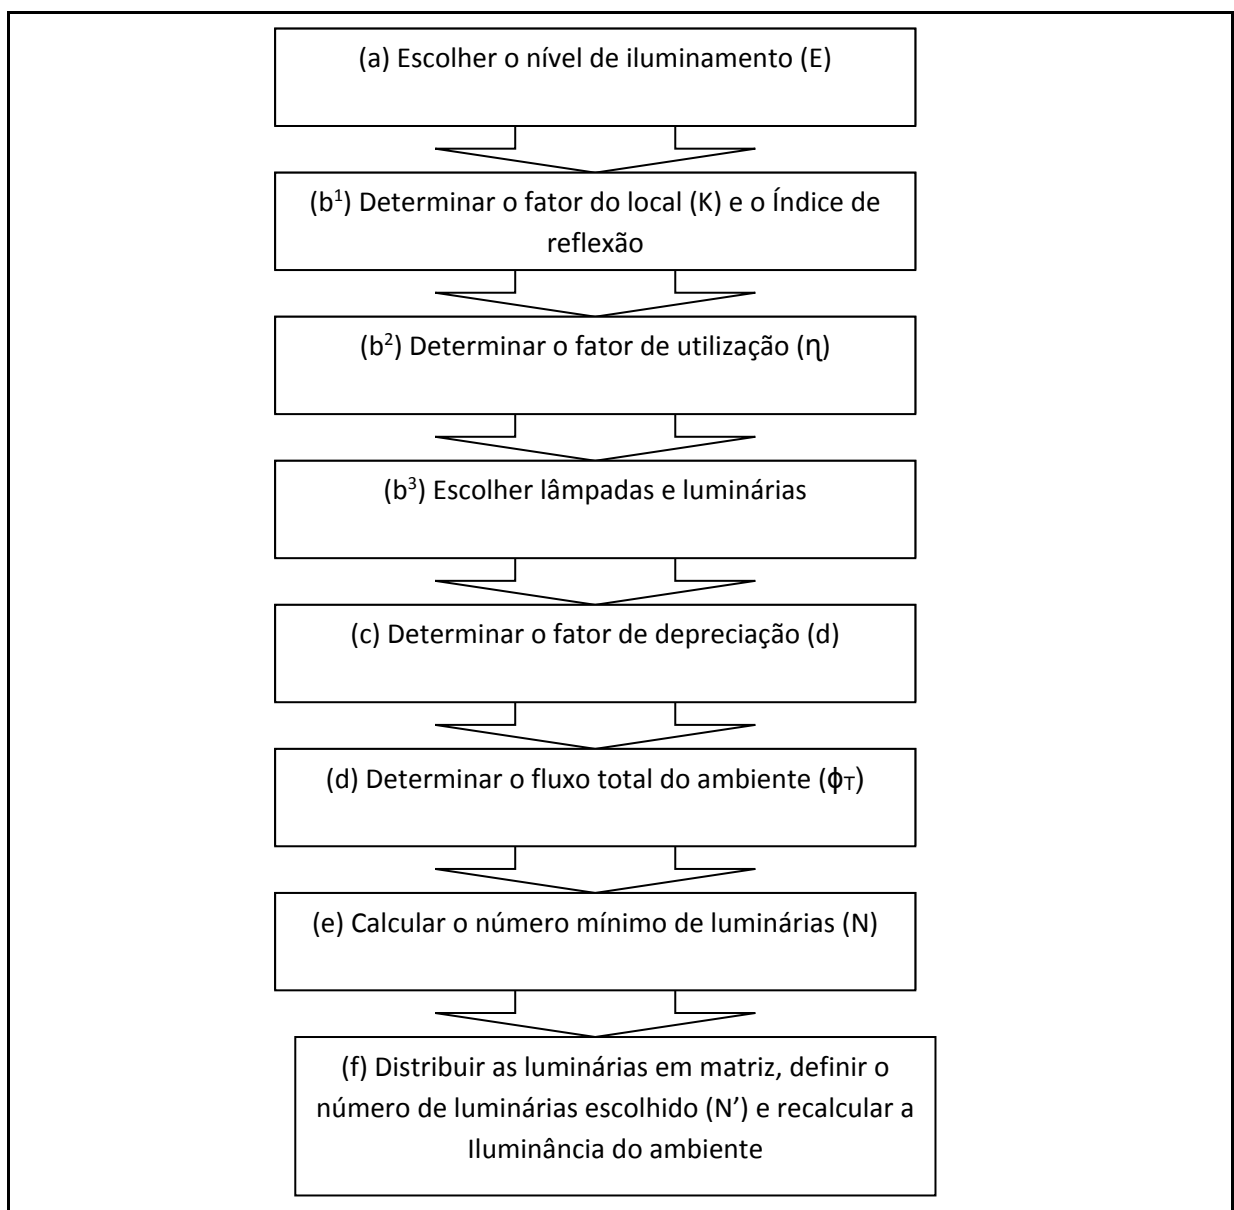 (a) Escolher o nível de iluminamento (E)
(b¹) Determinar o fator do local (K) e o Índice de
reflexão
(b²) Determinar o fator de utilização (η)
(b³) Escolher lâmpadas e luminárias
(c) Determinar o fator de depreciação (d)
(d) Determinar o fluxo total do ambiente (ϕT)
(e) Calcular o número mínimo de luminárias (N)
(f) Distribuir as luminárias em matriz, definir o
número de luminárias escolhido (N’) e recalcular a
Iluminância do ambiente